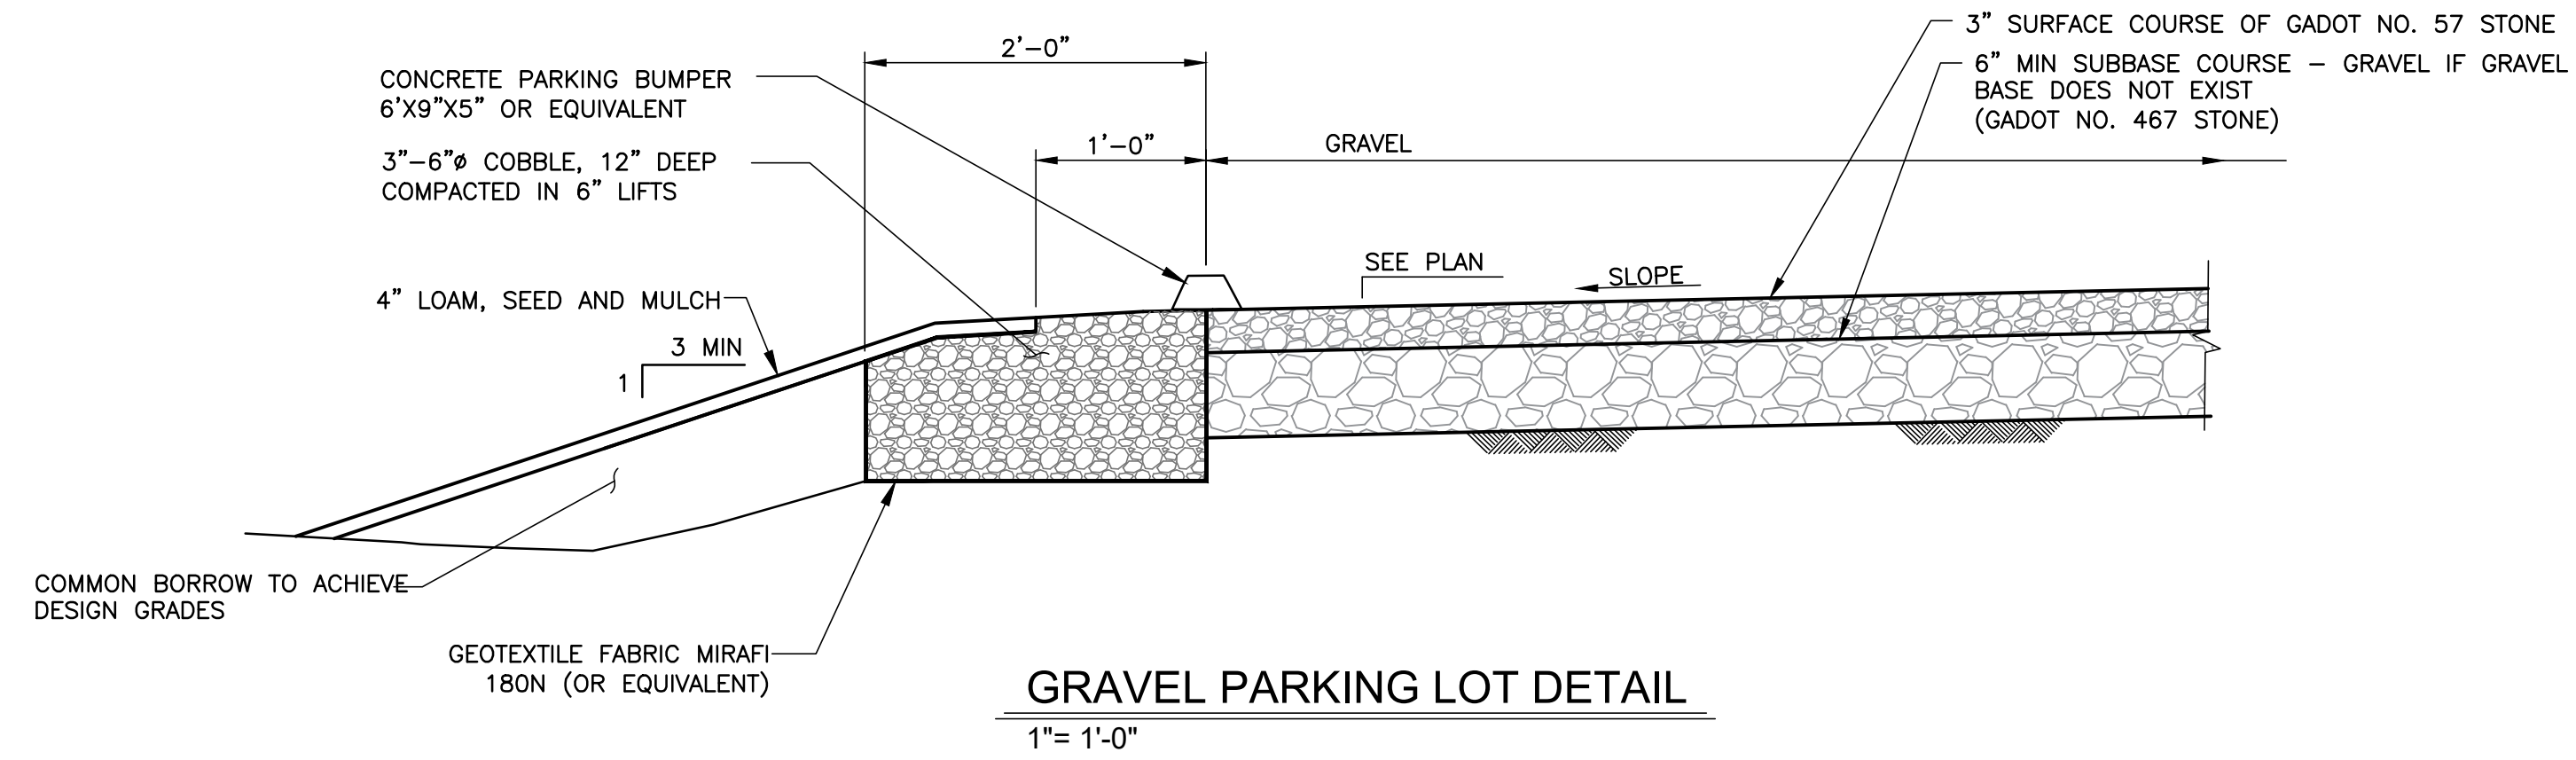 3” SURFACE COURSE OF GADOT NO. 57 STONE
6” MIN SUBBASE COURSE – GRAVEL IF GRAVEL
BASE DOES NOT EXIST
(GADOT NO. 467 STONE)
2’-0”
CONCRETE PARKING BUMPER
6’X9”X5” OR EQUIVALENT
1’-0”
GRAVEL
3”–6”ø COBBLE, 12” DEEP
COMPACTED IN 6” LIFTS
SEE PLAN
SLOPE
4” LOAM, SEED AND MULCH
3 MIN
1
COMMON BORROW TO ACHIEVE
DESIGN GRADES
GEOTEXTILE FABRIC MIRAFI
180N (OR EQUIVALENT)
GRAVEL PARKING LOT DETAIL
1"= 1'-0"